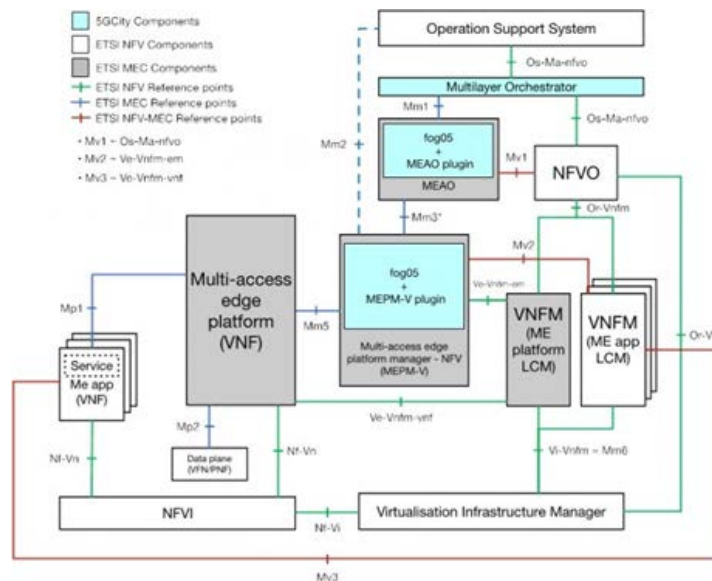 5GCity Components
ETSI NFV Components
ETSI MEC Components
ETSI NFV Reference points
ETSI MEC Reference points
ETSI NFV-MEC Reference points
• Mv1 ~ Os-Ma-nfvo
• Mv2 ~ Ve-Vnfm-em
• Mv3 ~ Ve-Vnfm-vnf
Operation Support System
Os-Ma-nfvo
Multilayer Orchestrator
Mm1
Os-Ma-nfvo
Mm2
fog05
+
MEAO plugin
MEAO
Mv1
NFVO
Or-Vnfm
Mm3*
Mv2
Multi-access
edge
platform
(VNF)
Mm5
fog05
+
MEPM-V plugin
Multi-access edge
platform manager - NFV
(MEPM-V)
Ve-Vnfm-em
VNFM
(ME
platform
LCM)
VNFM
(ME app
LCM)
Or-V
Mp1
Service
Me app
(VNF)
Ve-Vnfm-vnf
Mp2
Data plane
(VFN/PNF)
Nf-Vn
Nf-Vn
Vi-Vnfm ~ Mm6
NFVI
Nf-Vi
Virtualisation Infrastructure Manager
Mv3